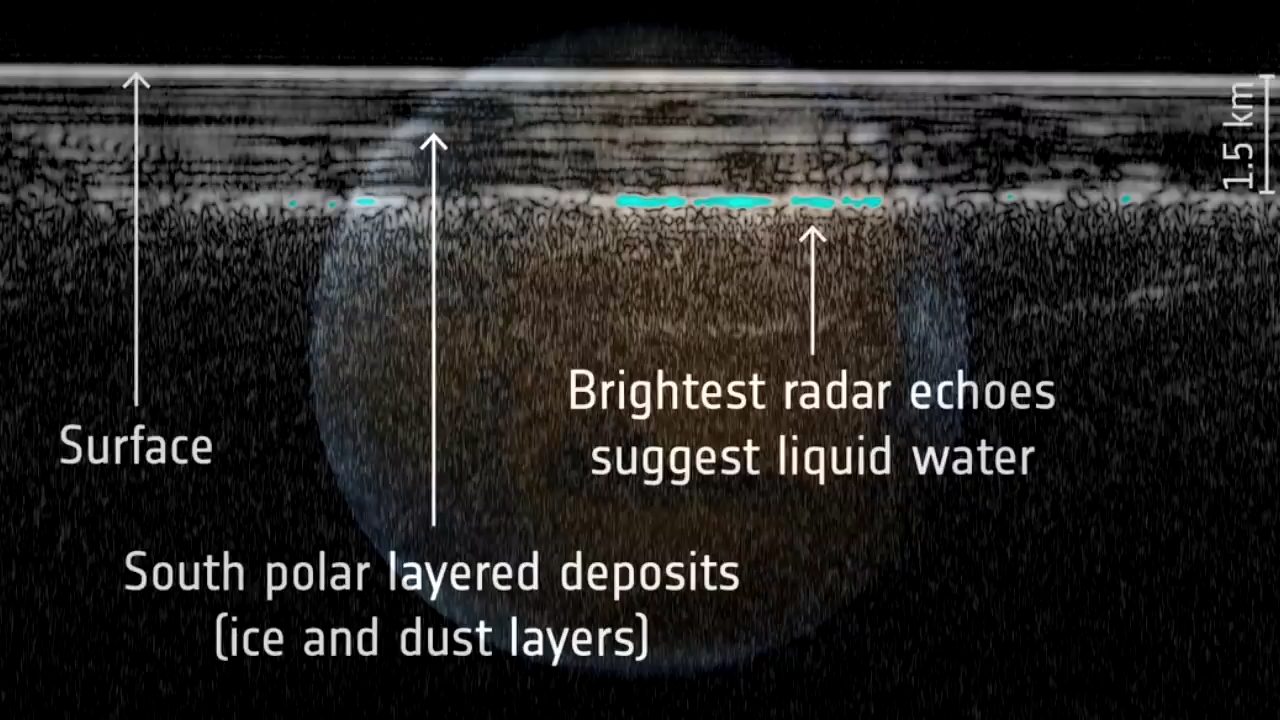 1.5 km
Surface
Brightest radar echoes
suggest liquid water
South polar layered deposits
(ice and dust layers)